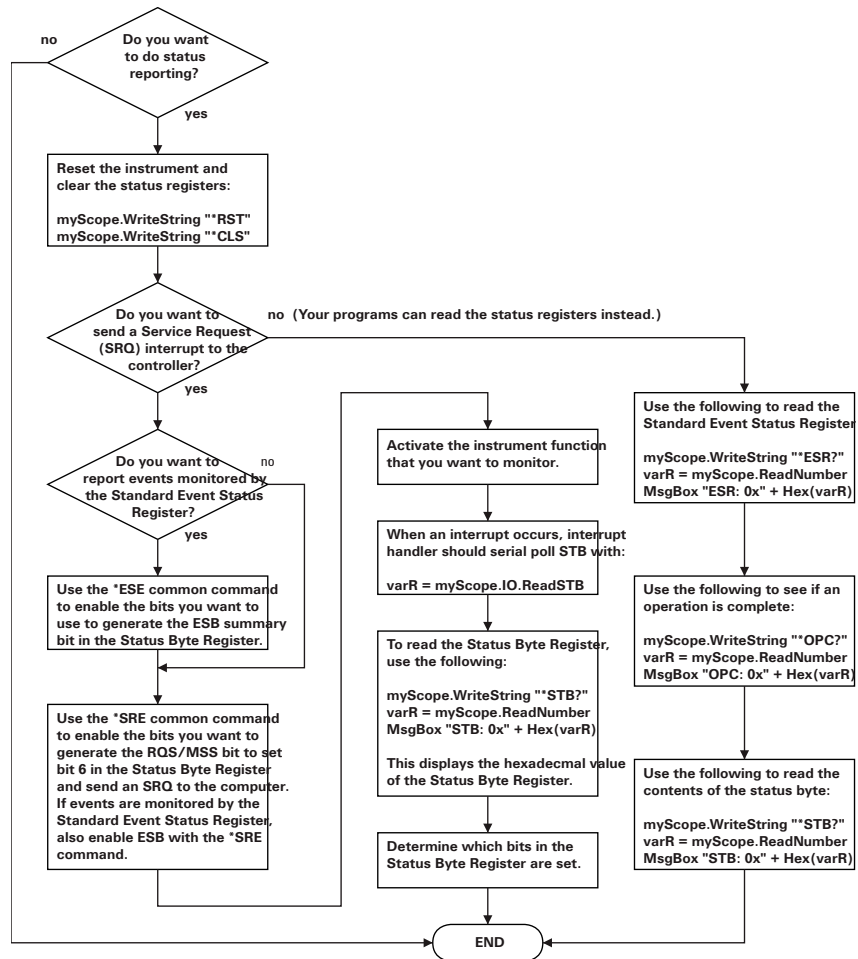 no
Do you want
to do status
reporting?
yes
Reset the instrument and
clear the status registers:
myScope.WriteString "*RST"
myScope.WriteString "*CLS"
Do you want to
send a Service Request
(SRQ) interrupt to the
controller?
no (Your programs can read the status registers instead.)
yes
Do you want to
report events monitored by
the Standard Event Status
Register?
no
yes
Use the *ESE common command
to enable the bits you want to
use to generate the ESB summary
bit in the Status Byte Register.
Use the *SRE common command
to enable the bits you want to
generate the RQS/MSS bit to set
bit 6 in the Status Byte Register
and send an SRQ to the computer.
If events are monitored by the
Standard Event Status Register,
also enable ESB with the *SRE
command.
Activate the instrument function
that you want to monitor.
When an interrupt occurs, interrupt
handler should serial poll STB with:
varR = myScope.IO.ReadSTB
To read the Status Byte Register,
use the following:
myScope.WriteString "*STB?"
varR = myScope.ReadNumber
MsgBox "STB: 0x" + Hex(varR)
This displays the hexadecmal value
of the Status Byte Register.
Determine which bits in the
Status Byte Register are set.
Use the following to read the
Standard Event Status Register
myScope.WriteString "*ESR?"
varR = myScope.ReadNumber
MsgBox "ESR: 0x" + Hex(varR)
Use the following to see if an
operation is complete:
myScope.WriteString "*OPC?"
varR = myScope.ReadNumber
MsgBox "OPC: 0x" + Hex(varR)
Use the following to read the
contents of the status byte:
myScope.WriteString "*STB?"
varR = myScope.ReadNumber
MsgBox "STB: 0x" + Hex(varR)
END